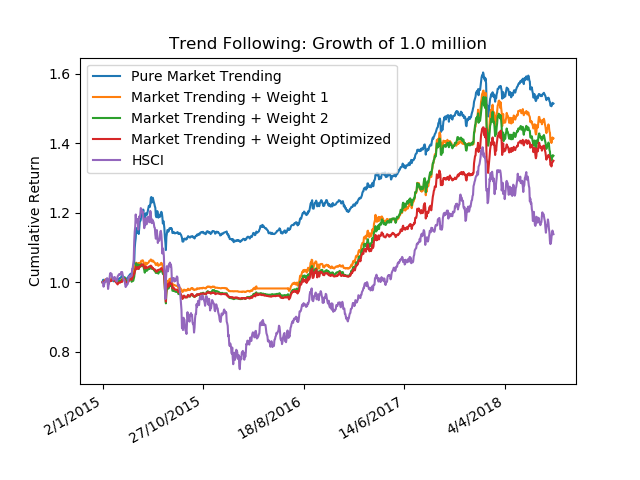 Trend Following: Growth of 1.0 million
Pure Market Trending
Market Trending + Weight 1
Market Trending + Weight 2
Market Trending + Weight Optimized
HSCI
Cumulative Return
1.6
1.4
1.2
1.0
0.8
2/1/2015
27/10/2015
18/8/2016
14/6/2017
4/4/2018